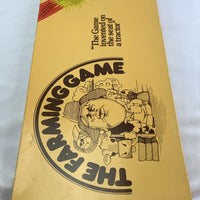 "The Game
invented on
the seat of
a tractor
THE FARMING GAME